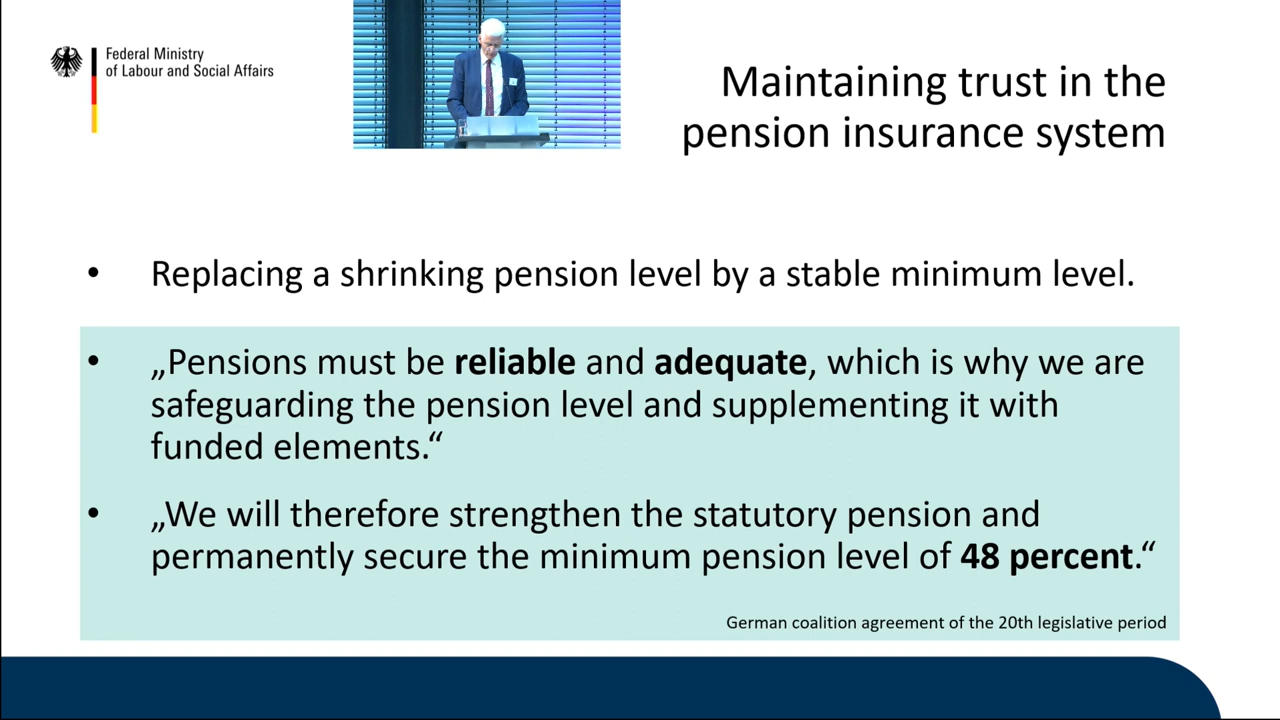 Federal Ministry
of Labour and Social Affairs
Maintaining trust in the
pension insurance system
• Replacing a shrinking pension level by a stable minimum level.
• „Pensions must be reliable and adequate, which is why we are
safeguarding the pension level and supplementing it with
funded elements.“
• „We will therefore strengthen the statutory pension and
permanently secure the minimum pension level of 48 percent.“
German coalition agreement of the 20th legislative period